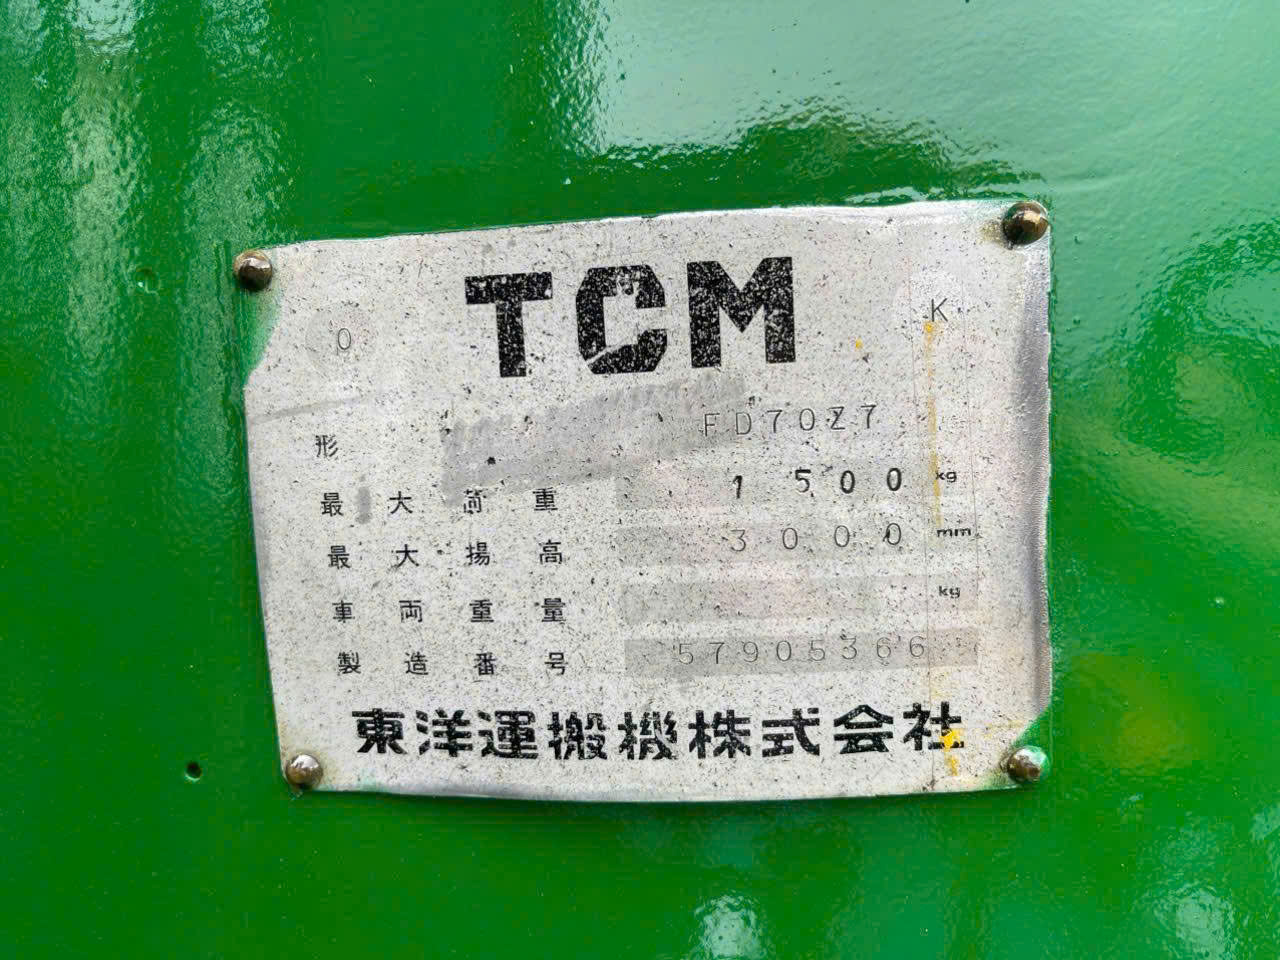 TCM
O K
形 FD70Z7
最大荷重 1500 kg
最大揚高 3000 mm
車両重量 kg
製造番号 57905366
東洋運搬機株式会社